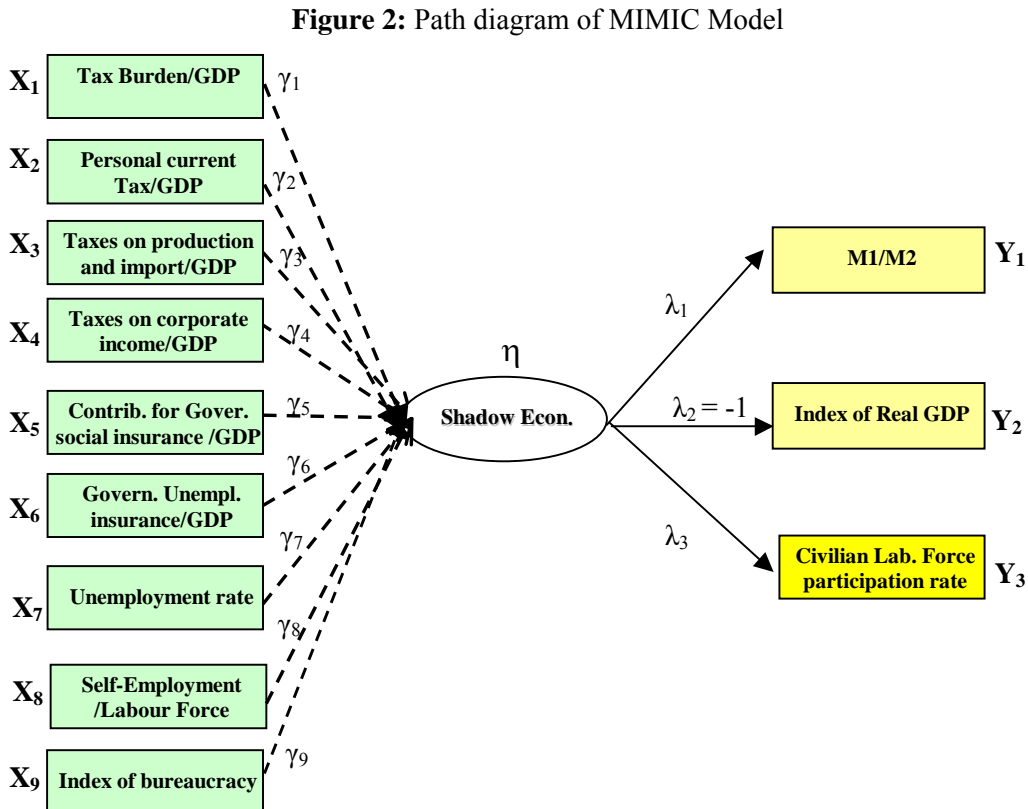 Figure 2: Path diagram of MIMIC Model
X1
Tax Burden/GDP
γ1
X2
Personal current
Tax/GDP
γ2
X3
Taxes on production
and import/GDP
γ3
X4
Taxes on corporate
income/GDP
γ4
X5
Contrib. for Gover.
social insurance /GDP
γ5
X6
Govern. Unempl.
insurance/GDP
γ6
X7
Unemployment rate
γ7
X8
Self-Employment
/Labour Force
γ8
X9
Index of bureaucracy
γ9
η
Shadow Econ.
λ1
M1/M2
Y1
λ2 = -1
Index of Real GDP
Y2
λ3
Civilian Lab. Force
participation rate
Y3